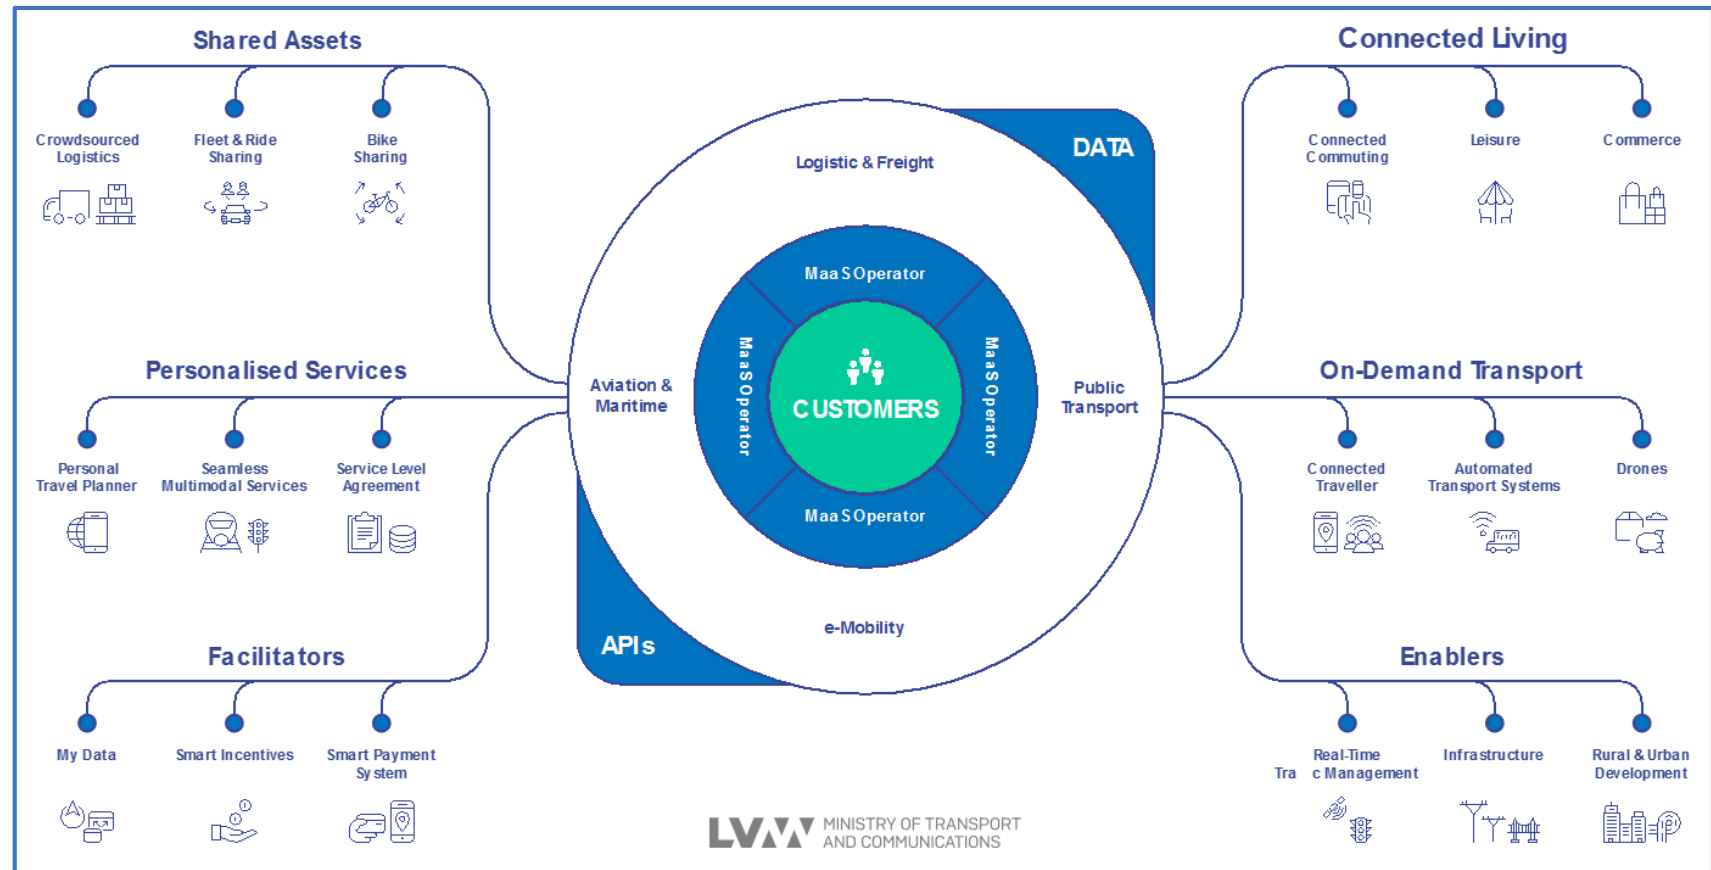 Shared Assets
Crowdsourced
Logistics
Fleet & Ride
Sharing
Bike
Sharing
Personalised Services
Personal
Travel Planner
Seamless
Multimodal Services
Service Level
Agreement
Facilitators
My Data
Smart Incentives
Smart Payment
System
DATA
Logistic & Freight
MaaS Operator
Aviation &
Maritime
MaaS Operator
CUSTOMERS
MaaS Operator
Public
Transport
MaaS Operator
e-Mobility
APIs
LVM MINISTRY OF TRANSPORT
AND COMMUNICATIONS
Connected Living
Connected
Commuting
Leisure
Commerce
On-Demand Transport
Connected
Traveller
Automated
Transport Systems
Drones
Enablers
Real-Time
Tra c Management
Infrastructure
Rural & Urban
Development